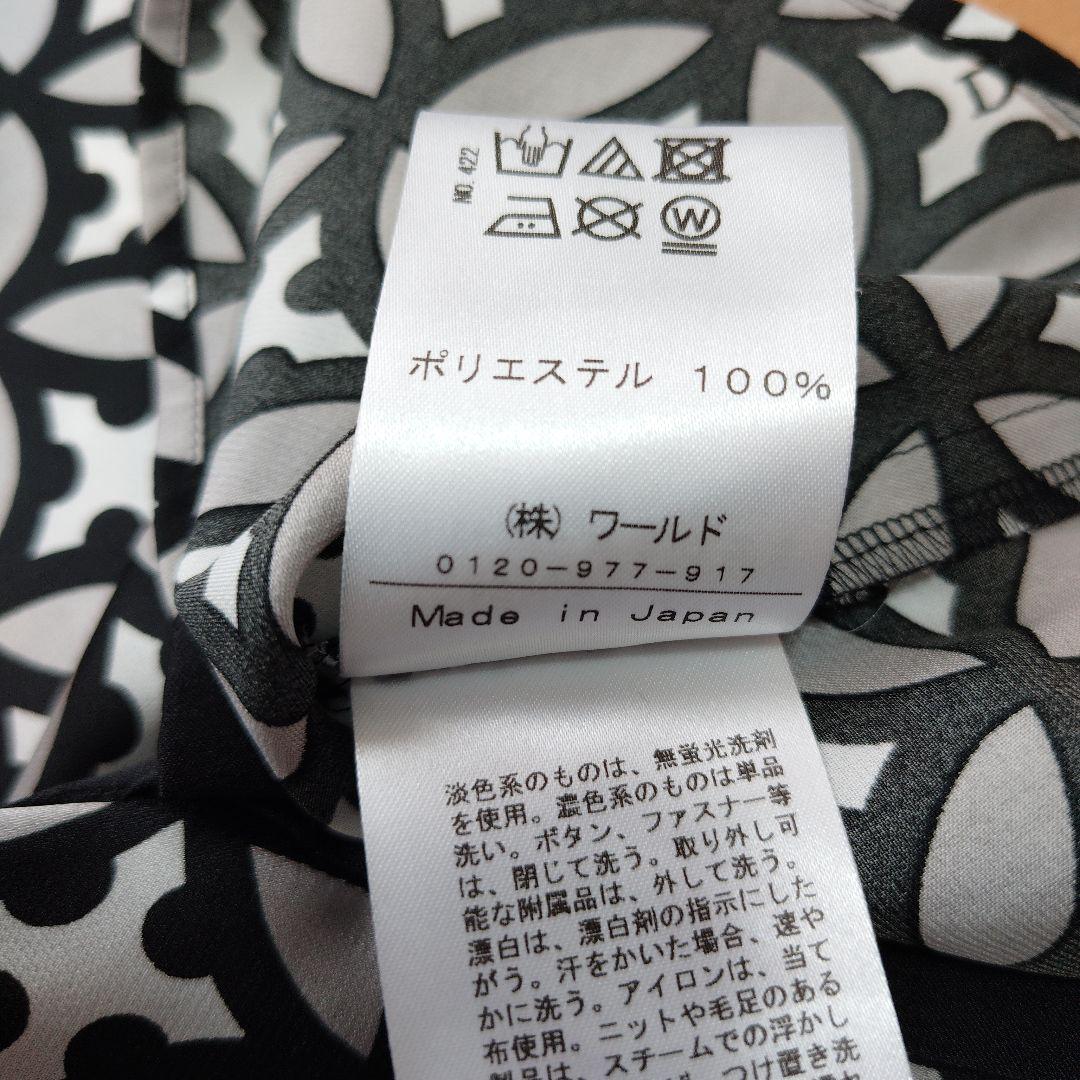 NO. 422
W
ポリエステル 100%
(株) ワールド
0120-977-917
Made in Japan
淡色系のものは、無蛍光洗剤
を使用。濃色系のものは単品
洗い。ボタン、ファスナー等
は、閉じて洗う。取り外し可
能な附属品は、外して洗う。
漂白は、漂白剤の指示にした
がう。汗をかいた場合、速や
かに洗う。アイロンは、当て
布使用。ニットや毛足のある
製品は、スチームでの浮かし
つけ置き洗
D